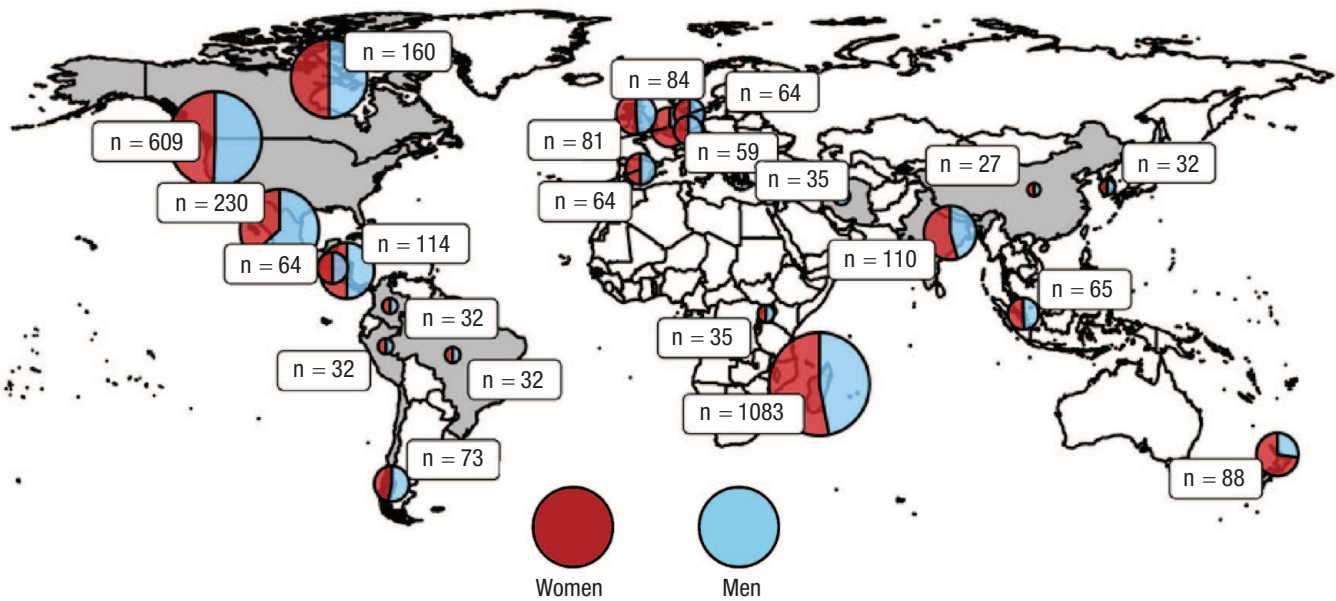 n = 160
n = 84
n = 64
n = 609
n = 81
n = 59
n = 27
n = 32
n = 35
n = 230
n = 64
n = 114
n = 64
n = 110
n = 65
n = 32
n = 35
n = 32
n = 32
n = 1083
n = 73
n = 88
Women
Men